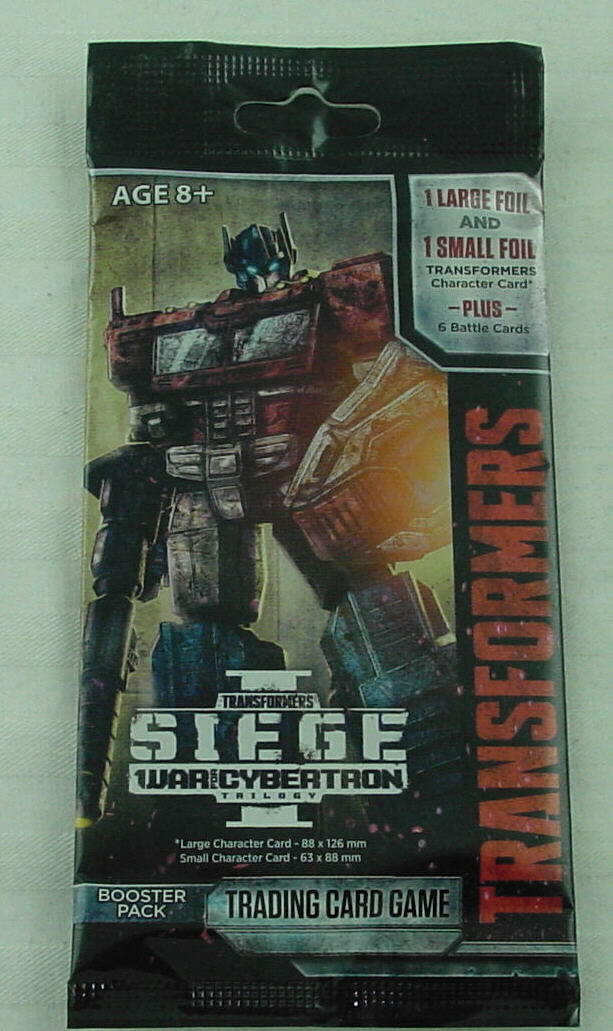 AGE 8+
1 LARGE FOIL
AND
1 SMALL FOIL
TRANSFORMERS
Character Card*
–PLUS–
6 Battle Cards
TRANSFORMERS
TRANSFORMERS
SIEGE
WAR FOR CYBERTRON
TRILOGY
*Large Character Card - 88 x 126 mm
Small Character Card - 63 x 88 mm
BOOSTER
PACK
TRADING CARD GAME